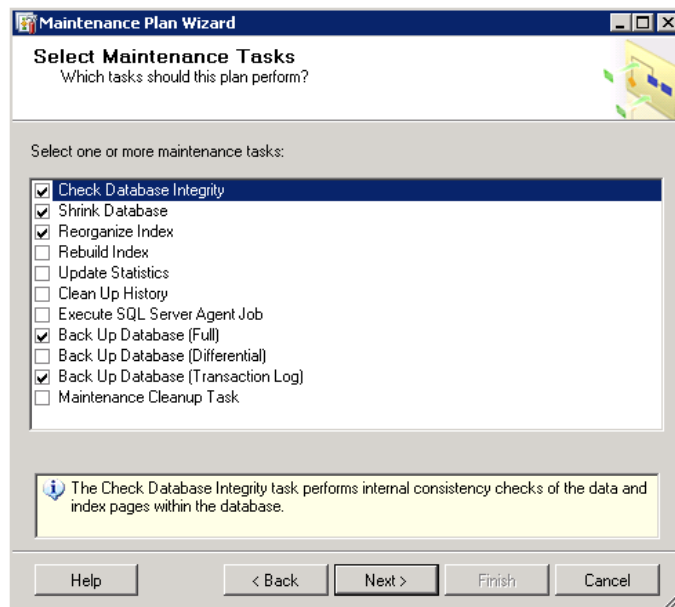 Maintenance Plan Wizard
Select Maintenance Tasks
Which tasks should this plan perform?
Select one or more maintenance tasks:
Check Database Integrity
Shrink Database
Reorganize Index
Rebuild Index
Update Statistics
Clean Up History
Execute SQL Server Agent Job
Back Up Database (Full)
Back Up Database (Differential)
Back Up Database (Transaction Log)
Maintenance Cleanup Task
The Check Database Integrity task performs internal consistency checks of the data and
index pages within the database.
Help < Back Next > Finish Cancel